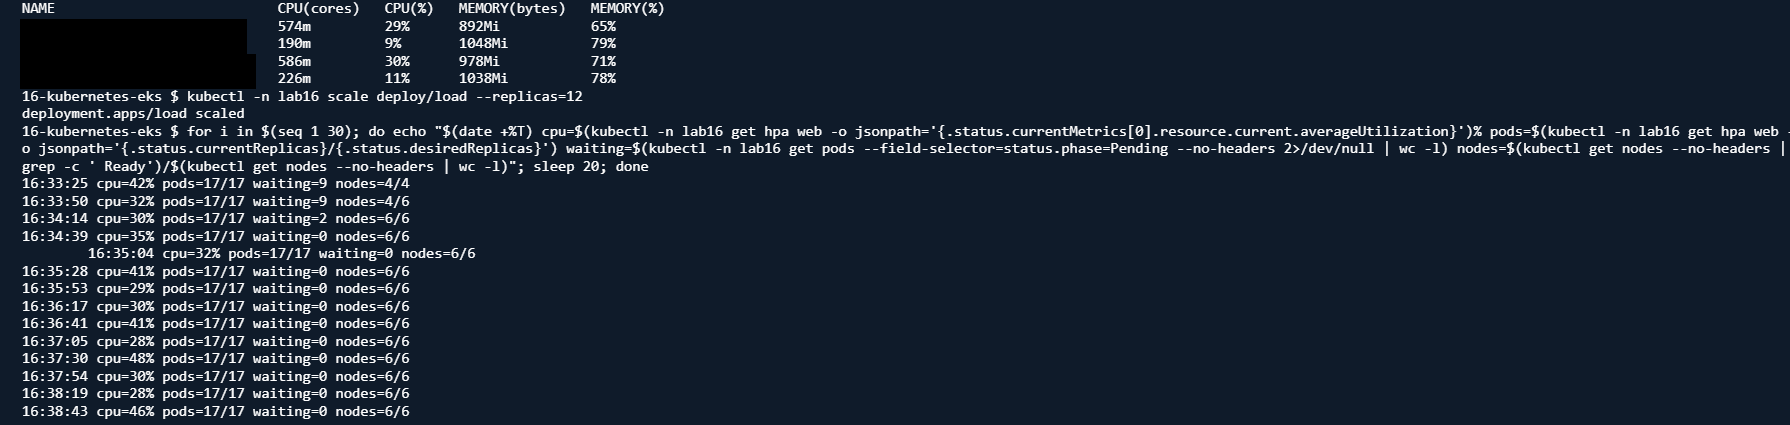 NAME CPU(cores) CPU(%) MEMORY(bytes) MEMORY(%)
574m 29% 892Mi 65%
190m 9% 1048Mi 79%
586m 30% 978Mi 71%
226m 11% 1038Mi 78%
16-kubernetes-eks $ kubectl -n lab16 scale deploy/load --replicas=12
deployment.apps/load scaled
16-kubernetes-eks $ for i in $(seq 1 30); do echo "$(date +%T) cpu=$(kubectl -n lab16 get hpa web -o jsonpath='{.status.currentMetrics[0].resource.current.averageUtilization}')% pods=$(kubectl -n lab16 get hpa web -
o jsonpath='{.status.currentReplicas}/{.status.desiredReplicas}') waiting=$(kubectl -n lab16 get pods --field-selector=status.phase=Pending --no-headers 2>/dev/null | wc -l) nodes=$(kubectl get nodes --no-headers |
grep -c ' Ready')/$(kubectl get nodes --no-headers | wc -l)"; sleep 20; done
16:33:25 cpu=42% pods=17/17 waiting=9 nodes=4/4
16:33:50 cpu=32% pods=17/17 waiting=9 nodes=4/6
16:34:14 cpu=30% pods=17/17 waiting=2 nodes=6/6
16:34:39 cpu=35% pods=17/17 waiting=0 nodes=6/6
16:35:04 cpu=32% pods=17/17 waiting=0 nodes=6/6
16:35:28 cpu=41% pods=17/17 waiting=0 nodes=6/6
16:35:53 cpu=29% pods=17/17 waiting=0 nodes=6/6
16:36:17 cpu=30% pods=17/17 waiting=0 nodes=6/6
16:36:41 cpu=41% pods=17/17 waiting=0 nodes=6/6
16:37:05 cpu=28% pods=17/17 waiting=0 nodes=6/6
16:37:30 cpu=48% pods=17/17 waiting=0 nodes=6/6
16:37:54 cpu=30% pods=17/17 waiting=0 nodes=6/6
16:38:19 cpu=28% pods=17/17 waiting=0 nodes=6/6
16:38:43 cpu=46% pods=17/17 waiting=0 nodes=6/6